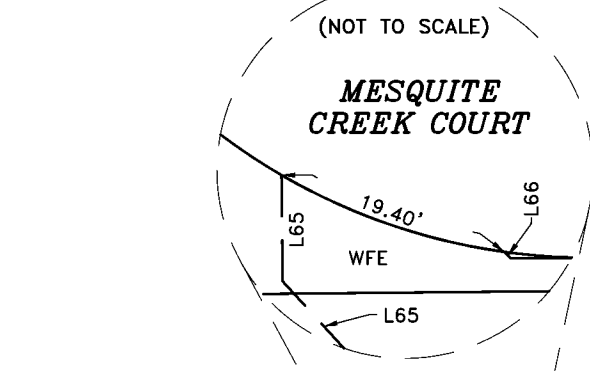 (NOT TO SCALE)
MESQUITE
CREEK COURT
19.40'
L66
L65
WFE
L65